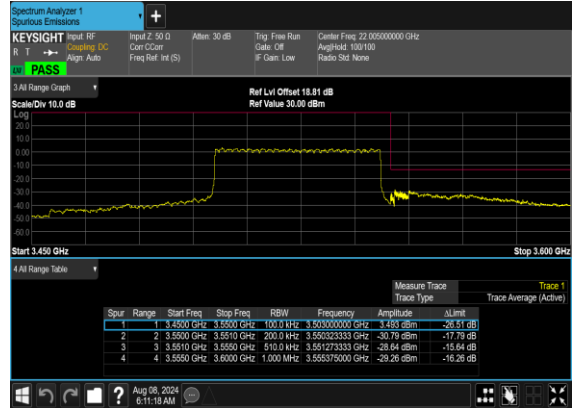 Spectrum Analyzer 1
Spurious Emissions
KEYSIGHT Input: RF Input Z: 50 Ω Atten: 30 dB Trig: Free Run Center Freq: 22.005000000 GHz
R T Coupling: DC Corr CCorr Gate: Off Avg|Hold: 100/100
Align: Auto Freq Ref: Int (S) IF Gain: Low Radio Std: None
PASS
3 All Range Graph
Ref Lvl Offset 18.81 dB
Scale/Div 10.0 dB Ref Value 30.00 dBm
Log
20.0
10.0
0.00
-10.0
-20.0
-30.0
-40.0
-50.0
-60.0
Start 3.450 GHz Stop 3.600 GHz
4 All Range Table
Measure Trace Trace 1
Trace Type Trace Average (Active)
Spur Range Start Freq Stop Freq RBW Frequency Amplitude ΔLimit
1 1 3.4500 GHz 3.5500 GHz 100.0 kHz 3.503000000 GHz 3.493 dBm -26.51 dB
2 2 3.5500 GHz 3.5510 GHz 200.0 kHz 3.550323333 GHz -30.79 dBm -17.79 dB
3 3 3.5510 GHz 3.5550 GHz 510.0 kHz 3.551273333 GHz -28.64 dBm -15.64 dB
4 4 3.5550 GHz 3.6000 GHz 1.000 MHz 3.555375000 GHz -29.26 dBm -16.26 dB
Aug 08, 2024
6:11:18 AM